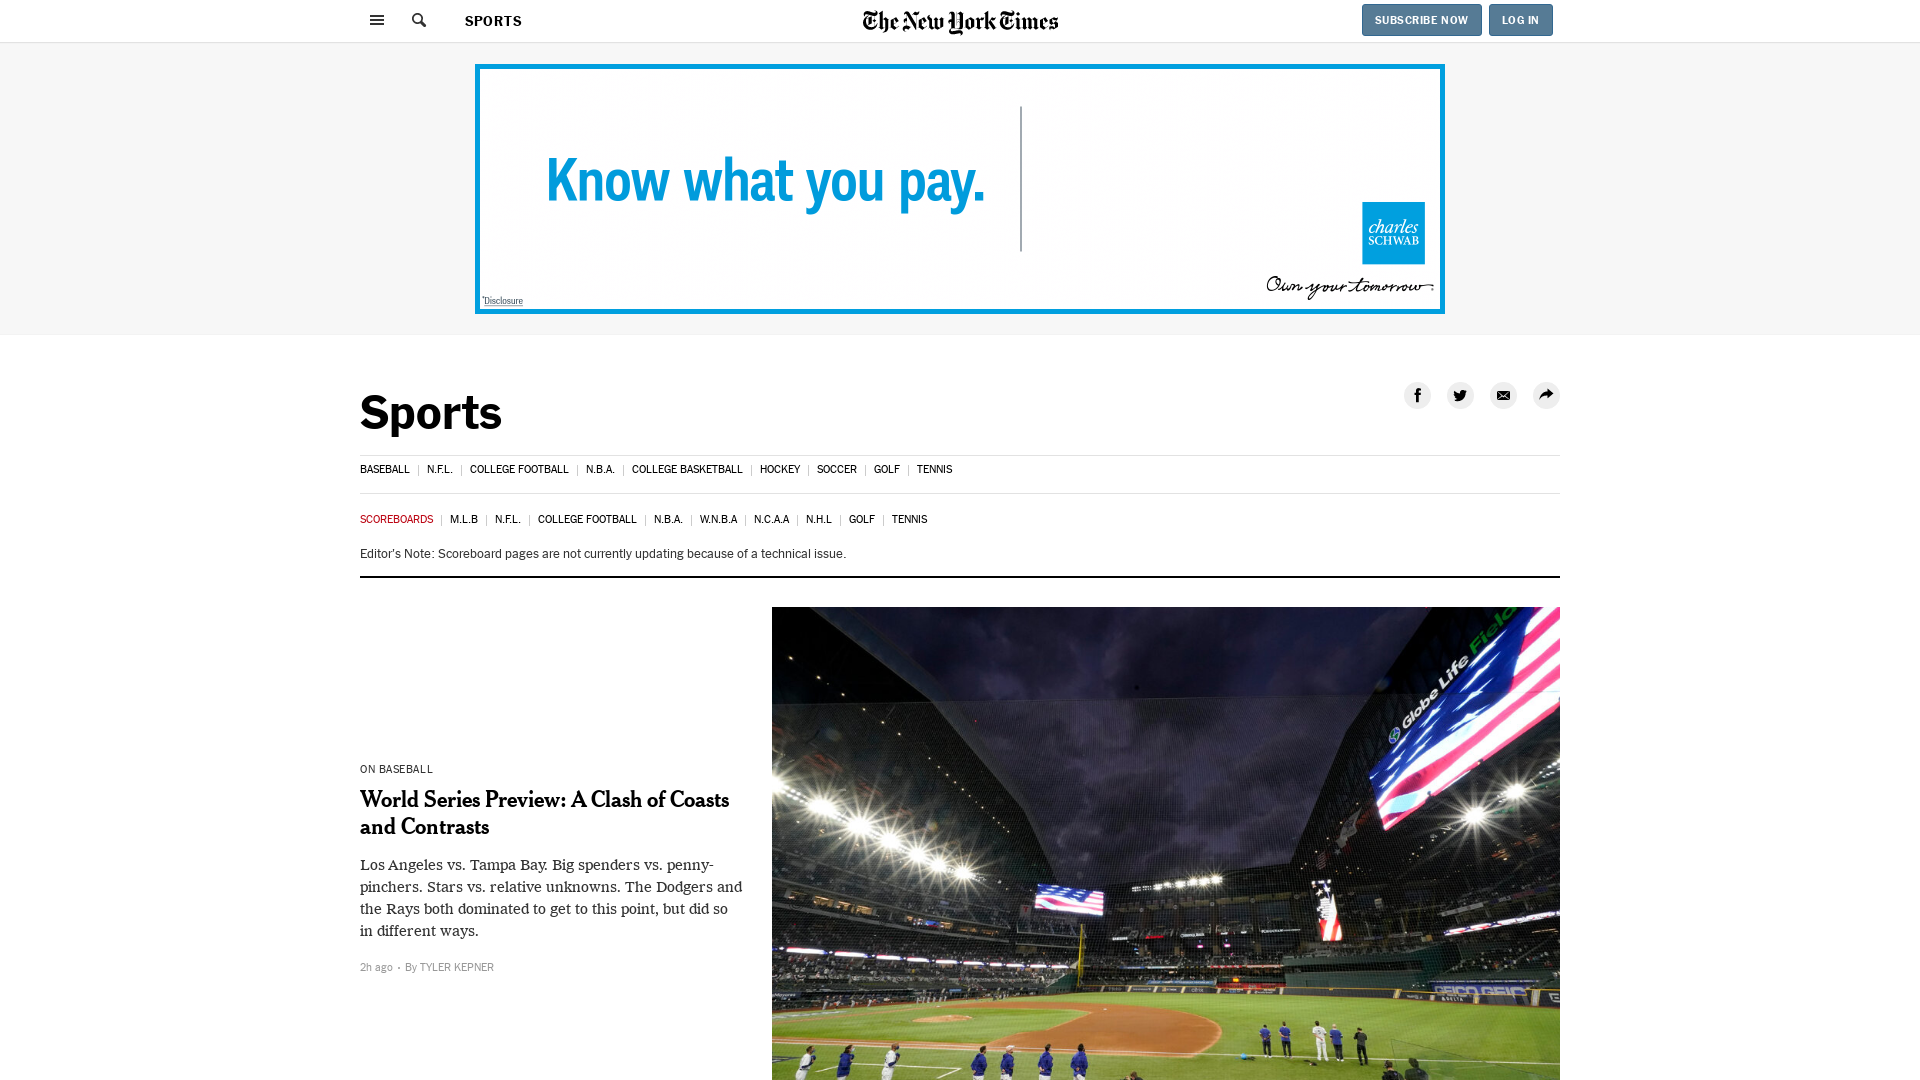 SPORTS
The New York Times
SUBSCRIBE NOW
LOG IN
Know what you pay.
charles
SCHWAB
Own your tomorrow.
*Disclosure
Sports
BASEBALL | N.F.L. | COLLEGE FOOTBALL | N.B.A. | COLLEGE BASKETBALL | HOCKEY | SOCCER | GOLF | TENNIS
SCOREBOARDS | M.L.B | N.F.L. | COLLEGE FOOTBALL | N.B.A. | W.N.B.A | N.C.A.A | N.H.L | GOLF | TENNIS
Editor's Note: Scoreboard pages are not currently updating because of a technical issue.
ON BASEBALL
World Series Preview: A Clash of Coasts
and Contrasts
Los Angeles vs. Tampa Bay. Big spenders vs. penny-
pinchers. Stars vs. relative unknowns. The Dodgers and
the Rays both dominated to get to this point, but did so
in different ways.
2h ago • By TYLER KEPNER
Globe Life Field
GEICO